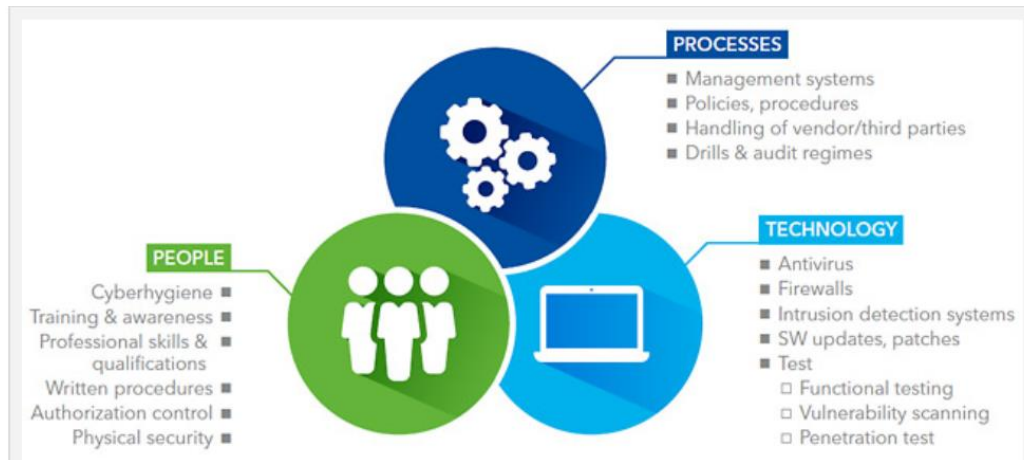 PROCESSES
■ Management systems
■ Policies, procedures
■ Handling of vendor/third parties
■ Drills & audit regimes
PEOPLE
Cyberhygiene ■
Training & awareness ■
Professional skills & ■
qualifications
Written procedures ■
Authorization control ■
Physical security ■
TECHNOLOGY
■ Antivirus
■ Firewalls
■ Intrusion detection systems
■ SW updates, patches
■ Test
□ Functional testing
□ Vulnerability scanning
□ Penetration test